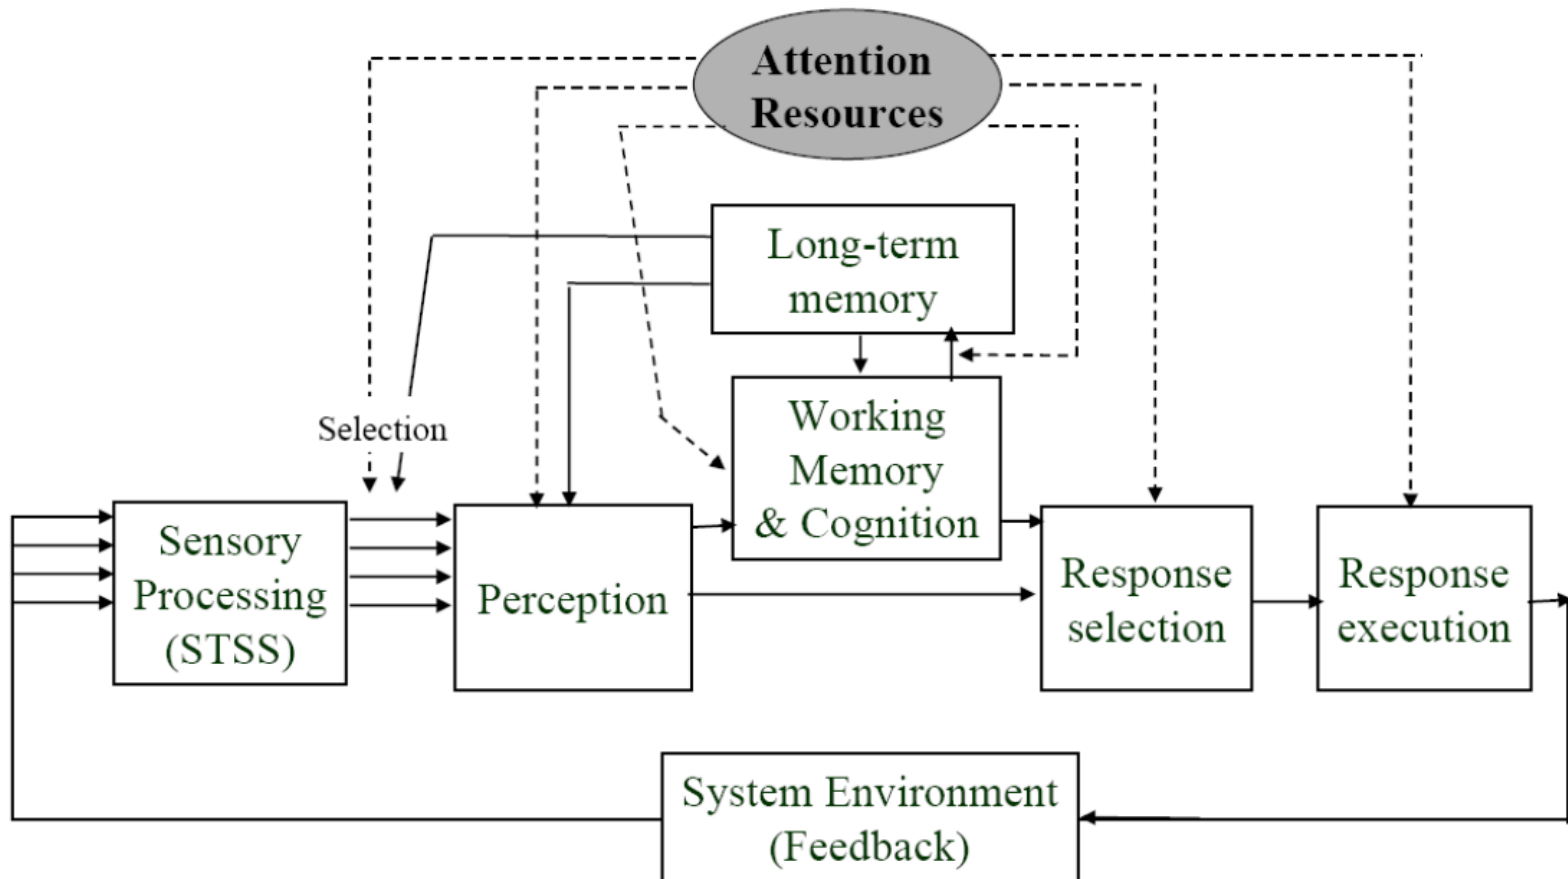 Attention
Resources
Long-term
memory
Selection
Working
Memory
& Cognition
Sensory
Processing
(STSS)
Perception
Response
selection
Response
execution
System Environment
(Feedback)